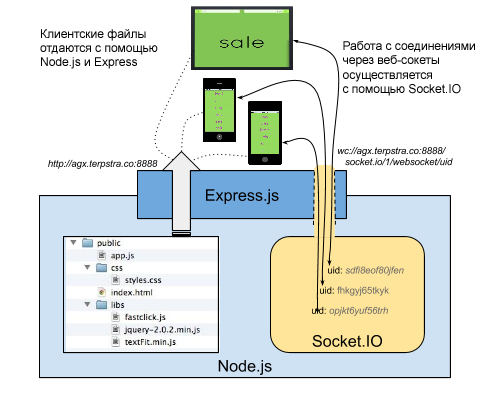 Клиентские файлы
отдаются с помощью
Node.js и Express
sale
Работа с соединениями
через веб-сокеты
осуществляется
с помощью Socket.IO
http://agx.terpstra.co:8888
wc://agx.terpstra.co:8888/
socket.io/1/websocket/uid
Express.js
public
app.js
css
styles.css
index.html
libs
fastclick.js
jquery-2.0.2.min.js
textFit.min.js
uid: sdfi8eof80jfen
uid: fhkgyj65tkyk
uid: opjkt6yuf56trh
Socket.IO
Node.js